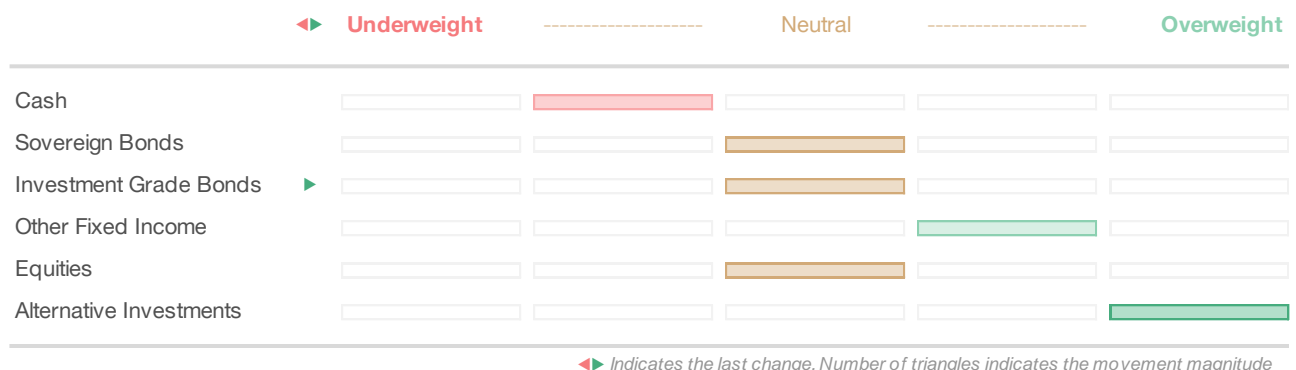 ◀▶ Underweight -------------------- Neutral -------------------- Overweight
Cash
Sovereign Bonds
Investment Grade Bonds ▶
Other Fixed Income
Equities
Alternative Investments
◀▶ Indicates the last change. Number of triangles indicates the movement magnitude